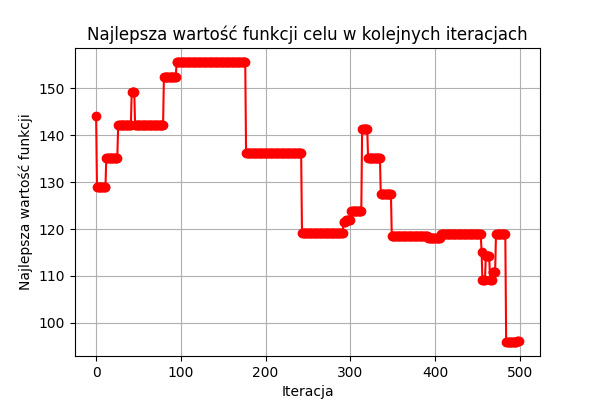 Najlepsza wartość funkcji celu w kolejnych iteracjach
150
140
130
120
110
100
Najlepsza wartość funkcji
0 100 200 300 400 500
Iteracja